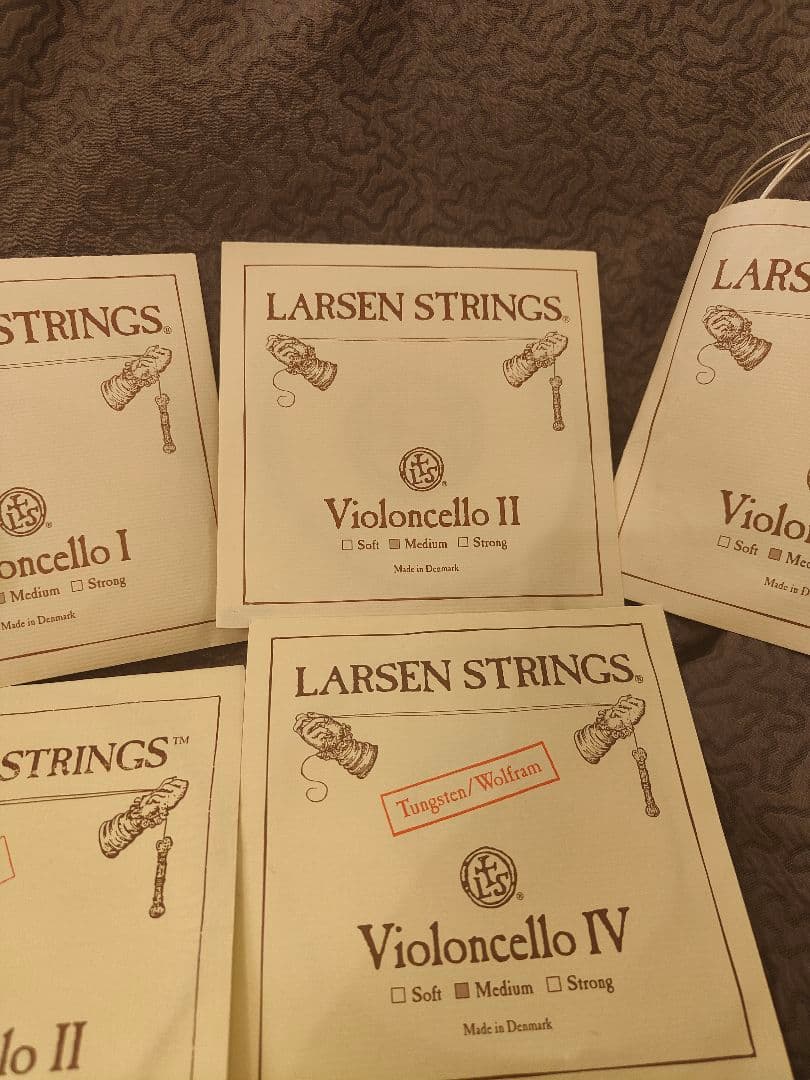 STRINGS®
oncello I
Medium □ Strong
Made in Denmark
LARSEN STRINGS®
Violoncello II
□ Soft ■ Medium □ Strong
Made in Denmark
LARS
Violo
□ Soft ■ Me
Made in D
STRINGS™
lo II
LARSEN STRINGS®
Tungsten/Wolfram
Violoncello IV
□ Soft ■ Medium □ Strong
Made in Denmark